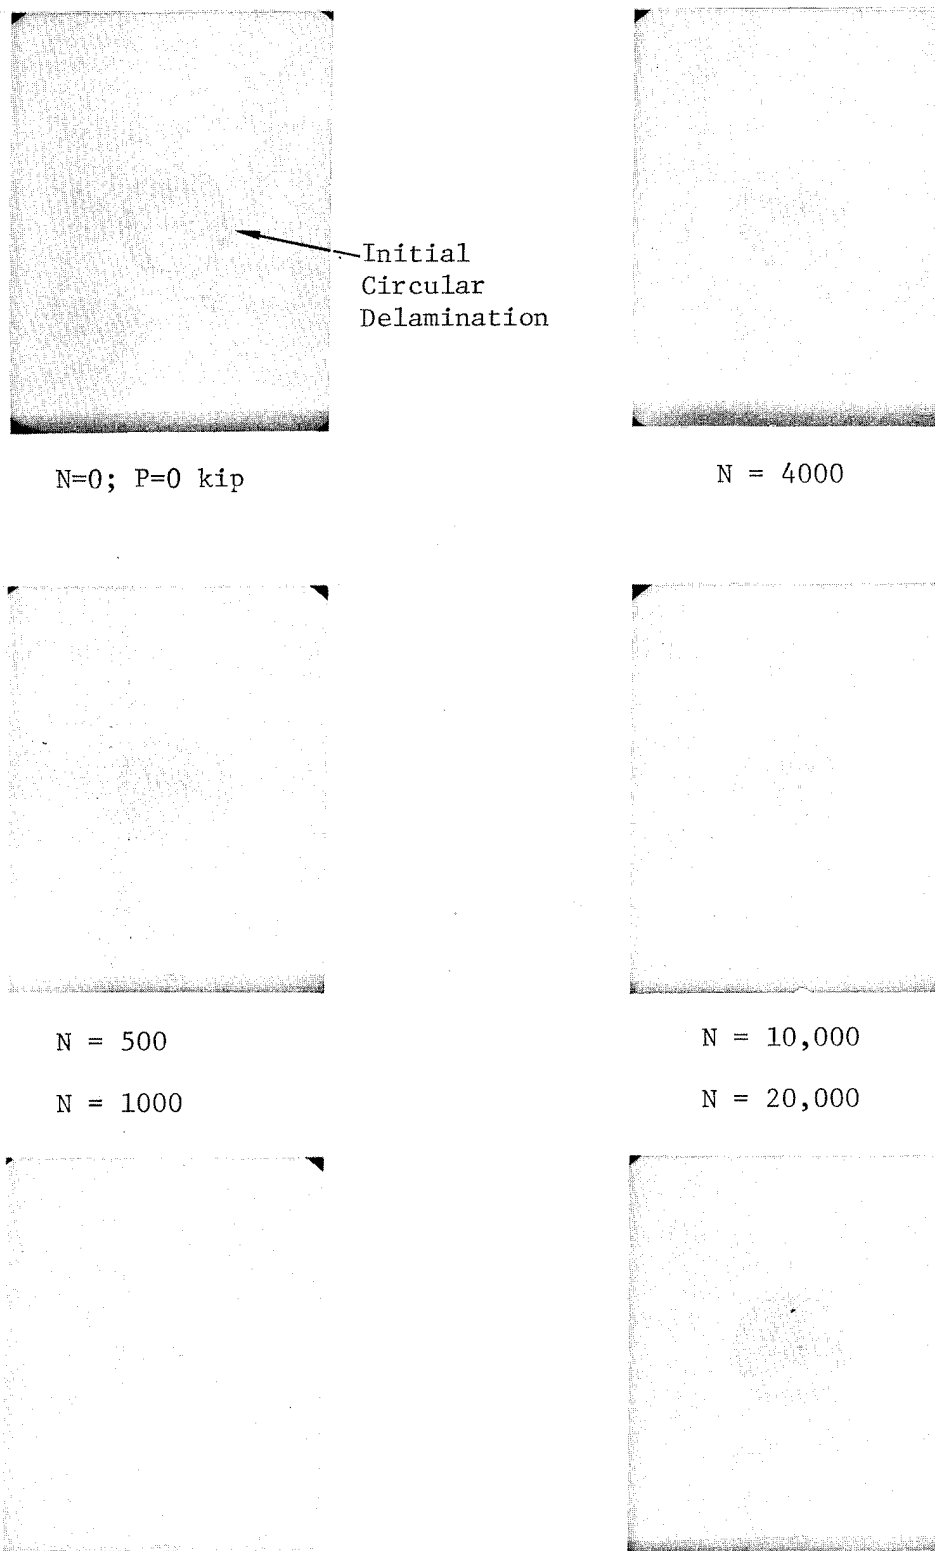 Initial
Circular
Delamination
N=0; P=0 kip
N = 4000
N = 500
N = 10,000
N = 1000
N = 20,000